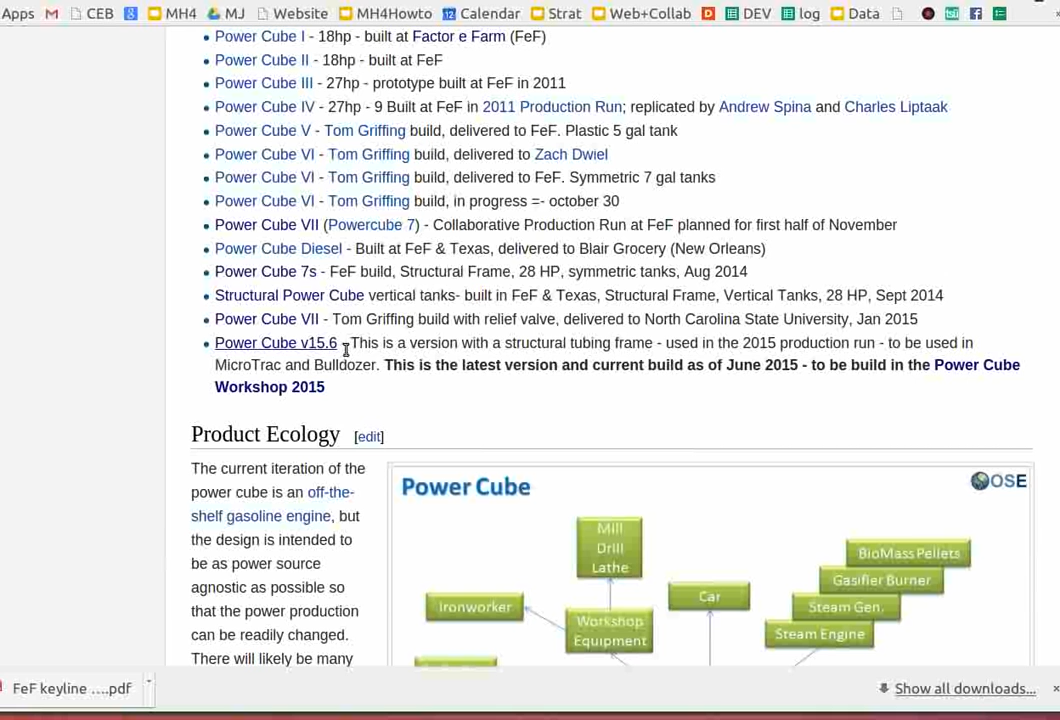 Apps CEB MH4 MJ Website MH4Howto Calendar Strat Web+Collab DEV log Data
Power Cube I - 18hp - built at Factor e Farm (FeF)
Power Cube II - 18hp - built at FeF
Power Cube III - 27hp - prototype built at FeF in 2011
Power Cube IV - 27hp - 9 Built at FeF in 2011 Production Run; replicated by Andrew Spina and Charles Liptaak
Power Cube V - Tom Griffing build, delivered to FeF. Plastic 5 gal tank
Power Cube VI - Tom Griffing build, delivered to Zach Dwiel
Power Cube VI - Tom Griffing build, delivered to FeF. Symmetric 7 gal tanks
Power Cube VI - Tom Griffing build, in progress =- october 30
Power Cube VII (Powercube 7) - Collaborative Production Run at FeF planned for first half of November
Power Cube Diesel - Built at FeF & Texas, delivered to Blair Grocery (New Orleans)
Power Cube 7s - FeF build, Structural Frame, 28 HP, symmetric tanks, Aug 2014
Structural Power Cube vertical tanks- built in FeF & Texas, Structural Frame, Vertical Tanks, 28 HP, Sept 2014
Power Cube VII - Tom Griffing build with relief valve, delivered to North Carolina State University, Jan 2015
Power Cube v15.6 - This is a version with a structural tubing frame - used in the 2015 production run - to be used in
MicroTrac and Bulldozer. This is the latest version and current build as of June 2015 - to be build in the Power Cube
Workshop 2015
Product Ecology [edit]
The current iteration of the
power cube is an off-the-
shelf gasoline engine, but
the design is intended to
be as power source
agnostic as possible so
that the power production
can be readily changed.
There will likely be many
Power Cube
OSE
Mill
Drill
Lathe
BioMass Pellets
Gasifier Burner
Car
Ironworker
Steam Gen.
Workshop
Equipment
Steam Engine
FeF keyline ....pdf
Show all downloads...